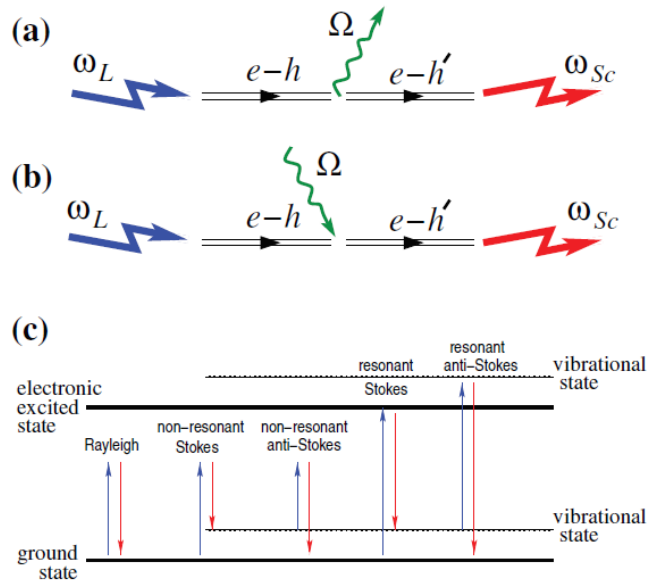 (a)
ω_L e−h Ω e−h′ ω_Sc
(b)
ω_L e−h Ω e−h′ ω_Sc
(c)
resonant
anti−Stokes
resonant
Stokes
vibrational
state
electronic
excited
state
Rayleigh
non−resonant
Stokes
non−resonant
anti−Stokes
vibrational
state
ground
state